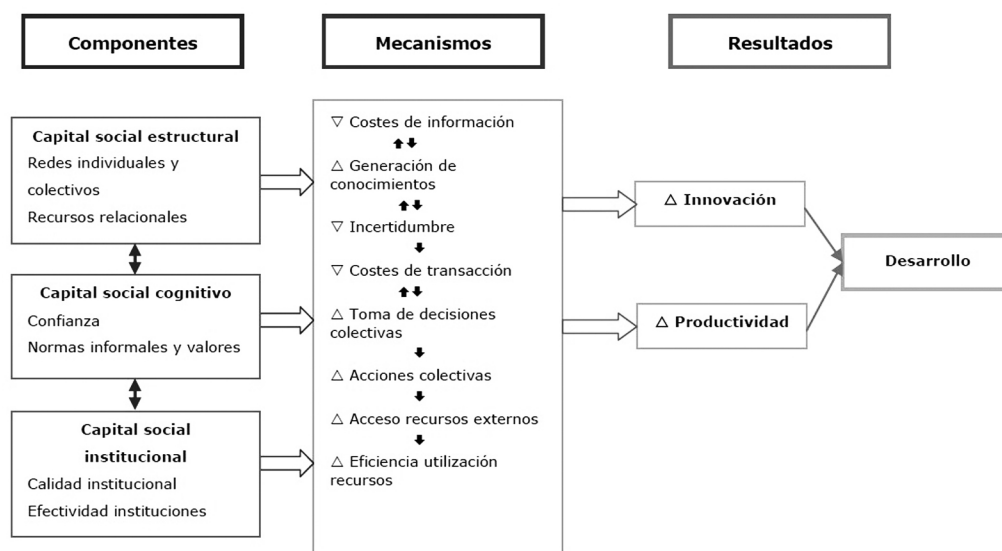 Componentes
Mecanismos
Resultados
Capital social estructural
Redes individuales y
colectivos
Recursos relacionales
Capital social cognitivo
Confianza
Normas informales y valores
Capital social
institucional
Calidad institucional
Efectividad instituciones
▽ Costes de información
△ Generación de
conocimientos
▽ Incertidumbre
▽ Costes de transacción
△ Toma de decisiones
colectivas
△ Acciones colectivas
△ Acceso recursos externos
△ Eficiencia utilización
recursos
△ Innovación
△ Productividad
Desarrollo